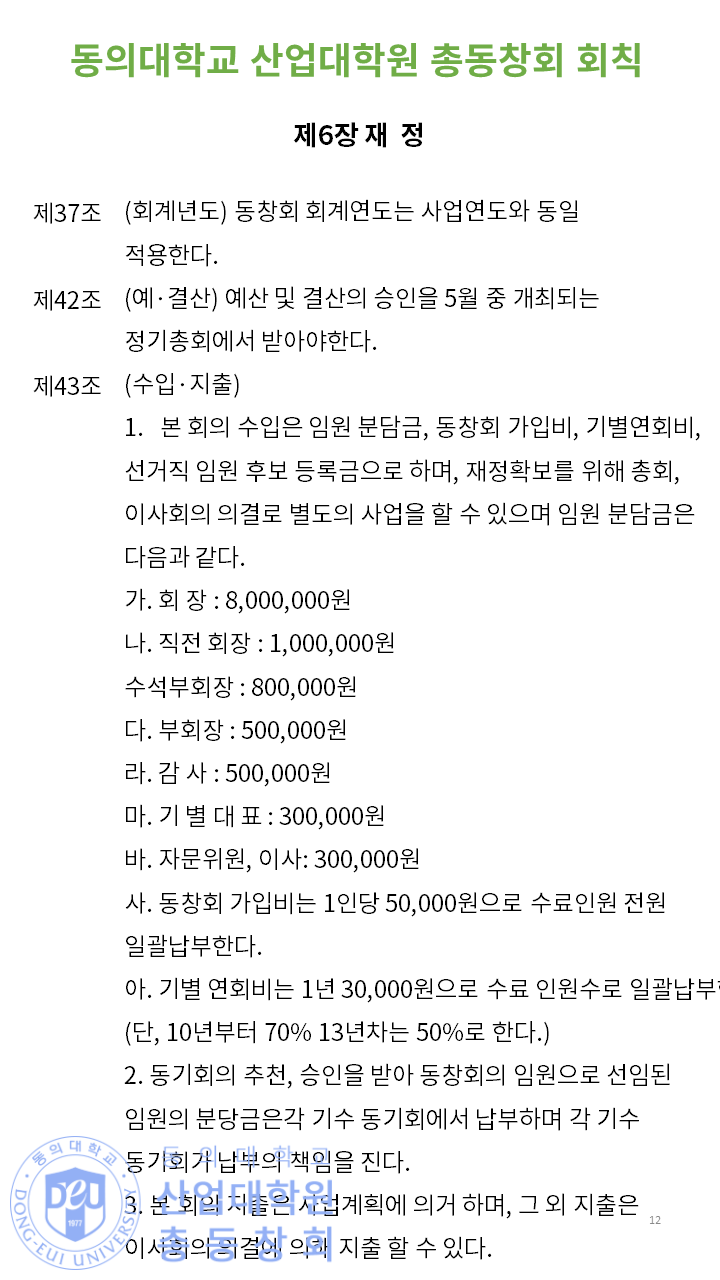 동의대학교 산업대학원 총동창회 회칙
제6장 재 정
제37조 (회계년도) 동창회 회계연도는 사업연도와 동일
적용한다.
제42조 (예·결산) 예산 및 결산의 승인을 5월 중 개최되는
정기총회에서 받아야한다.
제43조 (수입·지출)
1. 본 회의 수입은 임원 분담금, 동창회 가입비, 기별연회비,
선거직 임원 후보 등록금으로 하며, 재정확보를 위해 총회,
이사회의 의결로 별도의 사업을 할 수 있으며 임원 분담금은
다음과 같다.
가. 회 장 : 8,000,000원
나. 직전 회장 : 1,000,000원
수석부회장 : 800,000원
다. 부회장 : 500,000원
라. 감 사 : 500,000원
마. 기 별 대 표 : 300,000원
바. 자문위원, 이사: 300,000원
사. 동창회 가입비는 1인당 50,000원으로 수료인원 전원
일괄납부한다.
아. 기별 연회비는 1년 30,000원으로 수료 인원수로 일괄납부
(단, 10년부터 70% 13년차는 50%로 한다.)
2. 동기회의 추천, 승인을 받아 동창회의 임원으로 선임된
임원의 분당금은각 기수 동기회에서 납부하며 각 기수
동기회가 납부의 책임을 진다.
3. 본 회의 지출은 사업계획에 의거 하며, 그 외 지출은
이사회의 의결에 의해 지출 할 수 있다.
동의대학교
산업대학원
총동창회
동의대학교
DEU
1977
DONG-EUI UNIVERSITY
12